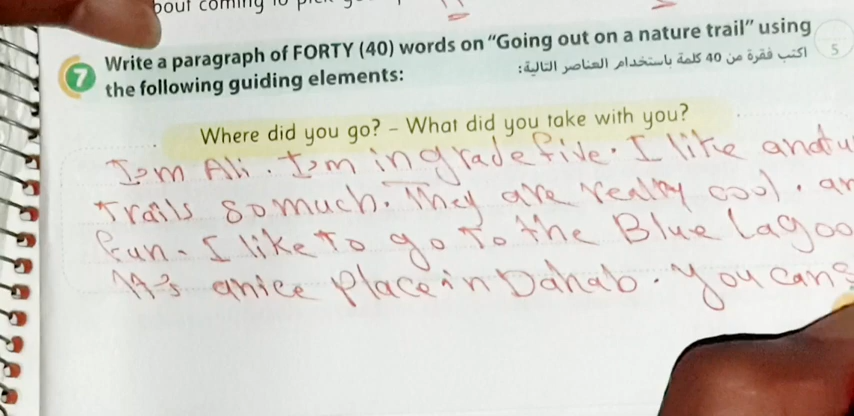 bout coming to
7 Write a paragraph of FORTY (40) words on "Going out on a nature trail" using
the following guiding elements:
اكتب فقرة من 40 كلمة باستخدام العناصر التالية:
5
Where did you go? - What did you take with you?
I'm Ali. I'm in grade five. I like
Trails so much. They are really cool.
fun. I like to go to the Blue
It's a nice place in Dahab. You can